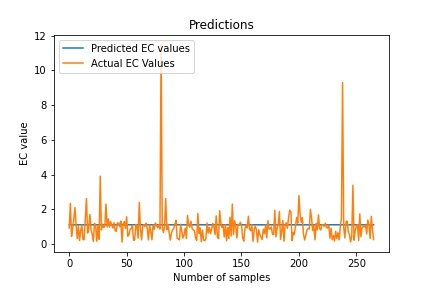 Predictions
12
Predicted EC values
Actual EC Values
10
8
6
4
2
0
EC value
0 50 100 150 200 250
Number of samples